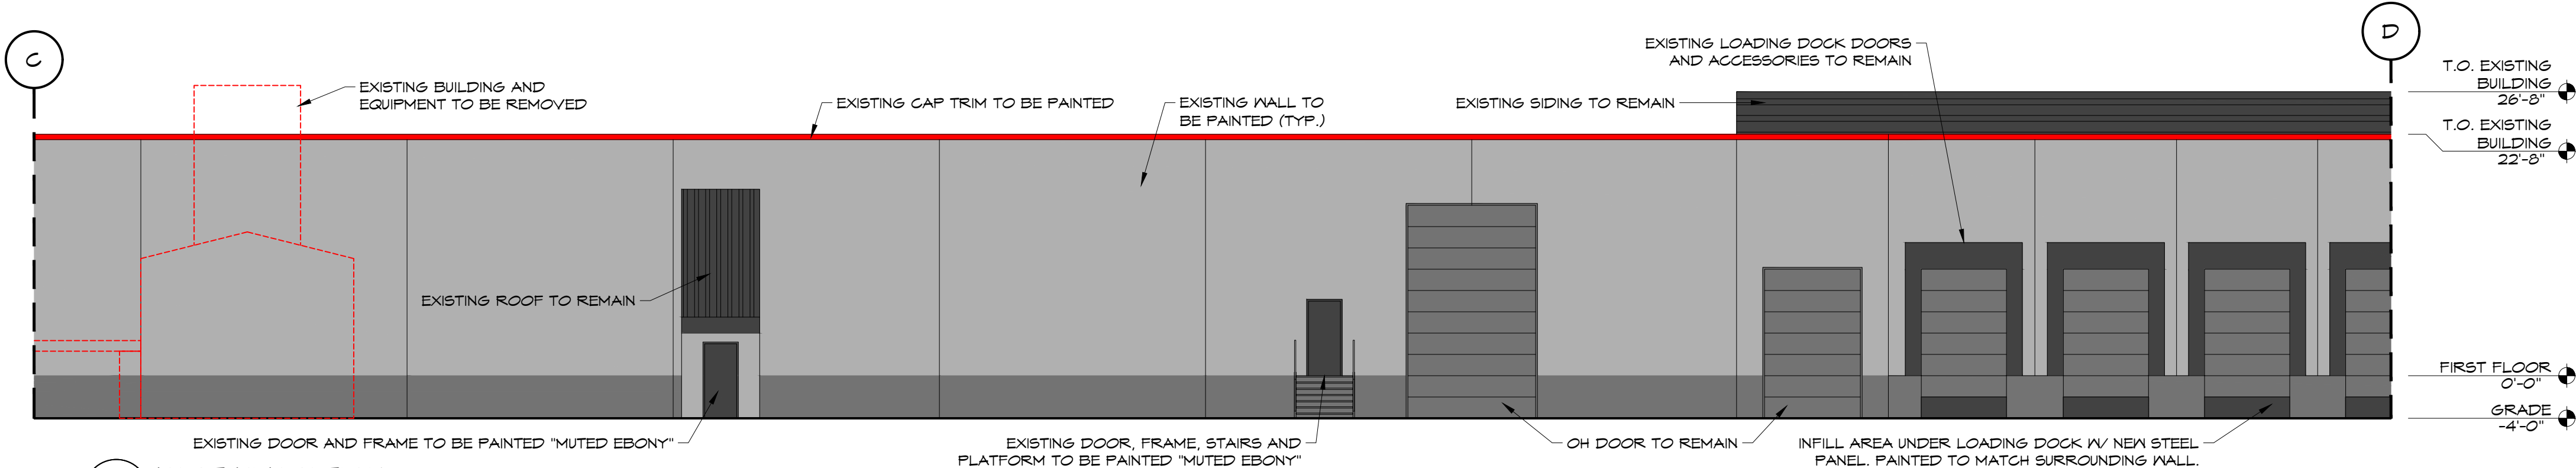 C
D
EXISTING BUILDING AND
EQUIPMENT TO BE REMOVED
EXISTING CAP TRIM TO BE PAINTED
EXISTING WALL TO
BE PAINTED (TYP.)
EXISTING SIDING TO REMAIN
EXISTING LOADING DOCK DOORS
AND ACCESSORIES TO REMAIN
T.O. EXISTING
BUILDING
26'-8"
T.O. EXISTING
BUILDING
22'-8"
EXISTING ROOF TO REMAIN
FIRST FLOOR
0'-0"
GRADE
-4'-0"
EXISTING DOOR AND FRAME TO BE PAINTED "MUTED EBONY"
EXISTING DOOR, FRAME, STAIRS AND
PLATFORM TO BE PAINTED "MUTED EBONY"
OH DOOR TO REMAIN
INFILL AREA UNDER LOADING DOCK W/ NEW STEEL
PANEL. PAINTED TO MATCH SURROUNDING WALL.